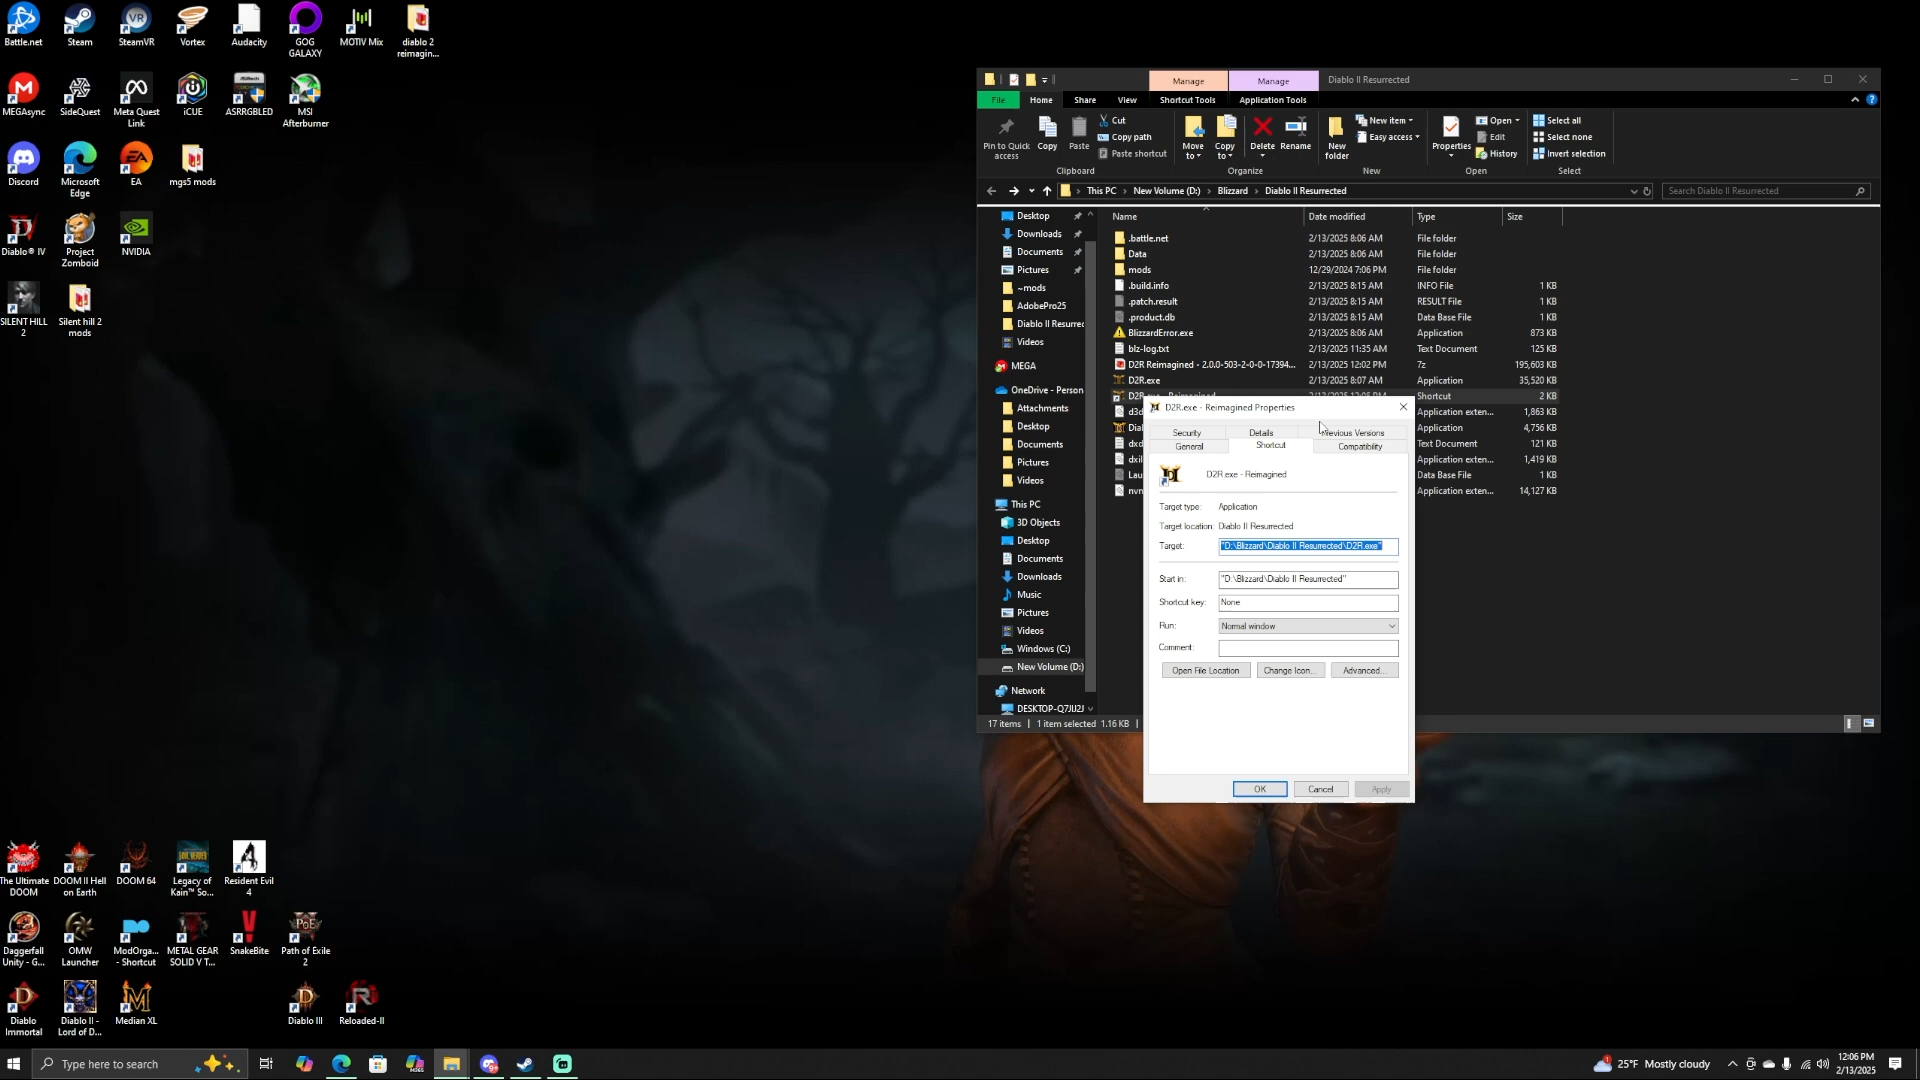 Battle.net
Steam
SteamVR
Vortex
Audacity
GOG
GALAXY
MOTIV Mix
diablo 2
reimagin...
MEGAsync
SideQuest
Meta Quest
Link
iCUE
ASRRGBLED
MSI
Afterburner
Discord
Microsoft
Edge
EA
mgs5 mods
Diablo® IV
Project
Zomboid
NVIDIA
SILENT HILL
2
Silent hill 2
mods
The Ultimate
DOOM
DOOM II Hell
on Earth
DOOM 64
Legacy of
Kain™ So...
Resident Evil
4
Daggerfall
Unity - G...
OMW
Launcher
ModOrga...
- Shortcut
METAL GEAR
SOLID V T...
SnakeBite
Path of Exile
2
Diablo
Immortal
Diablo II -
Lord of D...
Median XL
Diablo III
Reloaded-II
Manage
Manage
Diablo II Resurrected
File
Home
Share
View
Shortcut Tools
Application Tools
Pin to Quick
access
Copy
Paste
Cut
Copy path
Paste shortcut
Move
to
Copy
to
Delete
Rename
New
folder
New item
Easy access
Properties
Open
Edit
History
Select all
Select none
Invert selection
Clipboard
Organize
New
Open
Select
This PC > New Volume (D:) > Blizzard > Diablo II Resurrected
Search Diablo II Resurrected
Desktop
Downloads
Documents
Pictures
~mods
AdobePro25
Diablo II Resurrec
Videos
MEGA
OneDrive - Person
Attachments
Desktop
Documents
Pictures
Videos
This PC
3D Objects
Desktop
Documents
Downloads
Music
Pictures
Videos
Windows (C:)
New Volume (D:)
Network
DESKTOP-Q7JIJ2J
Name Date modified Type Size
.battle.net 2/13/2025 8:06 AM File folder
Data 2/13/2025 8:06 AM File folder
mods 12/29/2024 7:06 PM File folder
.build.info 2/13/2025 8:15 AM INFO File 1 KB
.patch.result 2/13/2025 8:15 AM RESULT File 1 KB
.product.db 2/13/2025 8:15 AM Data Base File 1 KB
BlizzardError.exe 2/13/2025 8:06 AM Application 873 KB
blz-log.txt 2/13/2025 11:35 AM Text Document 125 KB
D2R Reimagined - 2.0.0-503-2-0-0-17394... 2/13/2025 12:02 PM 7z 195,603 KB
D2R.exe 2/13/2025 8:07 AM Application 35,520 KB
Shortcut 2 KB
d3d Application exten... 1,863 KB
Dial Application 4,756 KB
dxc Text Document 121 KB
dxil Application exten... 1,419 KB
Lau Data Base File 1 KB
nvn Application exten... 14,127 KB
17 items 1 item selected 1.16 KB
D2R.exe - Reimagined Properties
Security Details Previous Versions
General Shortcut Compatibility
D2R.exe - Reimagined
Target type: Application
Target location: Diablo II Resurrected
Target: "D:\Blizzard\Diablo II Resurrected\D2R.exe"
Start in: "D:\Blizzard\Diablo II Resurrected"
Shortcut key: None
Run: Normal window
Comment:
Open File Location Change Icon... Advanced...
OK Cancel Apply
Type here to search
25°F Mostly cloudy
12:06 PM
2/13/2025